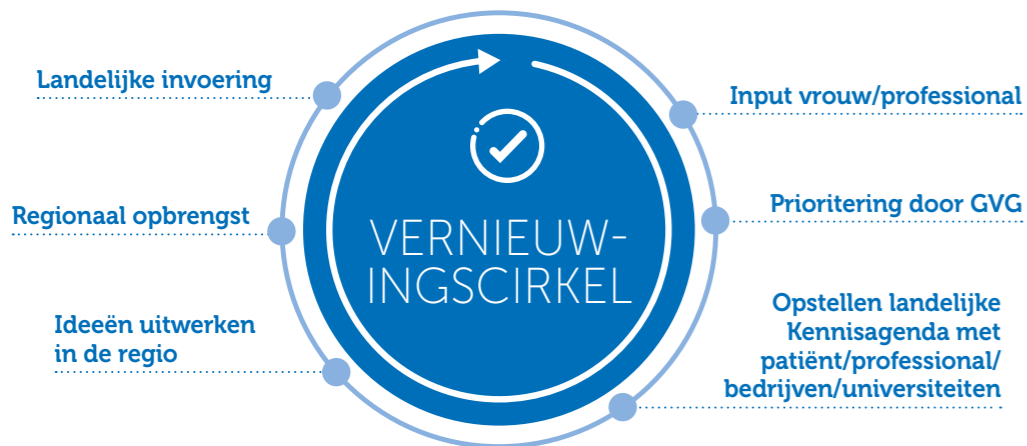 VERNIEUW-
INGSCIRKEL
Input vrouw/professional
Prioritering door GVG
Opstellen landelijke
Kennisagenda met
patiënt/professional/
bedrijven/universiteiten
Ideeën uitwerken
in de regio
Regionaal opbrengst
Landelijke invoering